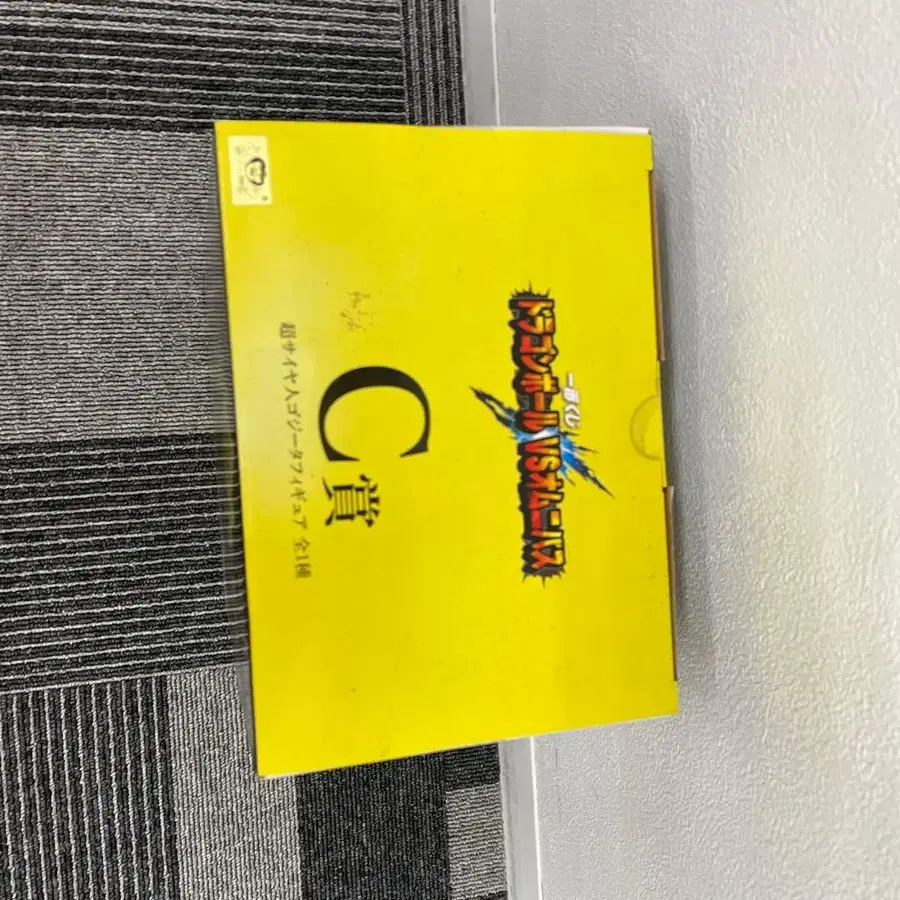 一番くじ
ドラゴンボールVSオムニバス
C賞
超サイヤ人ゴジータフィギュア 全1種